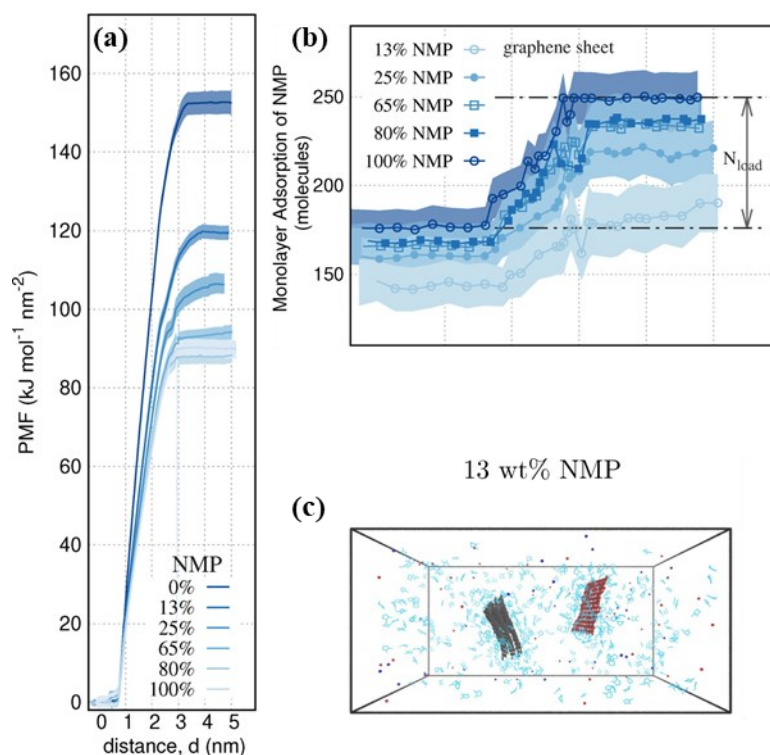 (a)
160
140
120
100
80
60
40
20
0
PMF (kJ mol⁻¹ nm⁻²)
NMP
0%
13%
25%
65%
80%
100%
0 1 2 3 4 5
distance, d (nm)
(b)
13% NMP
25% NMP
65% NMP
80% NMP
100% NMP
graphene sheet
250
200
150
Monolayer Adsorption of NMP
(molecules)
N_load
13 wt% NMP
(c)